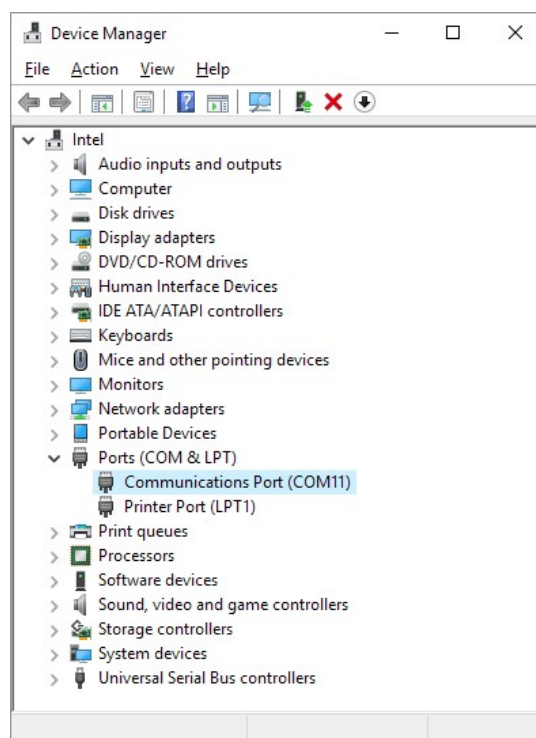 Device Manager
File Action View Help
Intel
Audio inputs and outputs
Computer
Disk drives
Display adapters
DVD/CD-ROM drives
Human Interface Devices
IDE ATA/ATAPI controllers
Keyboards
Mice and other pointing devices
Monitors
Network adapters
Portable Devices
Ports (COM & LPT)
Communications Port (COM11)
Printer Port (LPT1)
Print queues
Processors
Software devices
Sound, video and game controllers
Storage controllers
System devices
Universal Serial Bus controllers